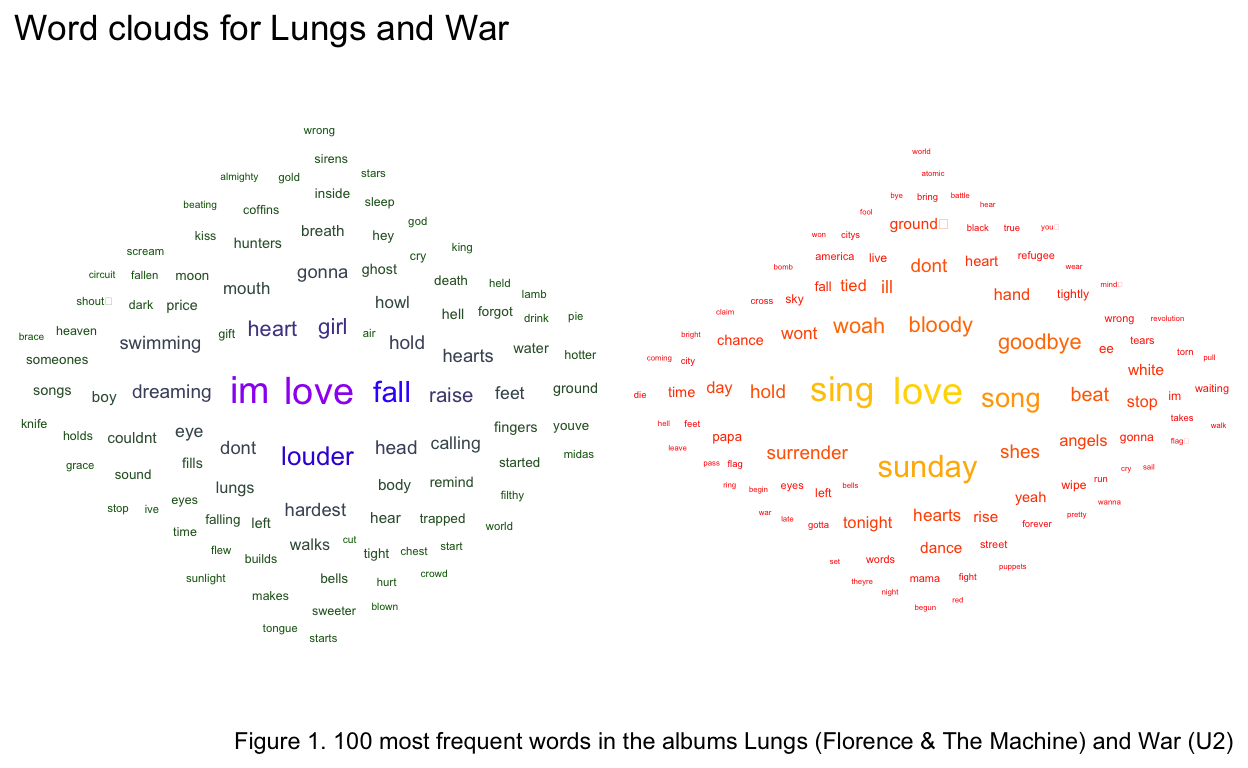 Word clouds for Lungs and War
wrong
sirens
almighty gold stars
inside
beating coffins sleep
kiss hunters breath hey god
scream gonna ghost cry king
circuit fallen moon death held
shout dark price mouth howl lamb
hell forgot drink pie
brace heaven gift heart girl air
someones swimming hold hearts water hotter
songs boy dreaming im love fall raise feet ground
knife holds couldnt eye fingers youve
grace dont louder head calling
sound fills started midas
stop ive eyes lungs body remind filthy
time falling left hardest hear trapped world
flew builds walks cut tight chest start
sunlight bells hurt crowd
makes sweeter blown
tongue starts
world
atomic
bye bring battle hear
fool
won citys ground black true you
america live dont heart refugee wear
bomb fall tied ill mind
cross sky hand tightly
claim
bright chance wont woah bloody goodbye wrong revolution
coming city ee tears torn pull
white
die time day hold sing love song beat stop im waiting
hell feet takes walk
leave papa shes angels gonna flag
pass flag surrender sunday cry sail
ring begin eyes left bells wipe run
war late gotta yeah wanna
tonight hearts rise forever pretty
set words dance street
theyre mama fight puppets
night begun red
Figure 1. 100 most frequent words in the albums Lungs (Florence & The Machine) and War (U2)